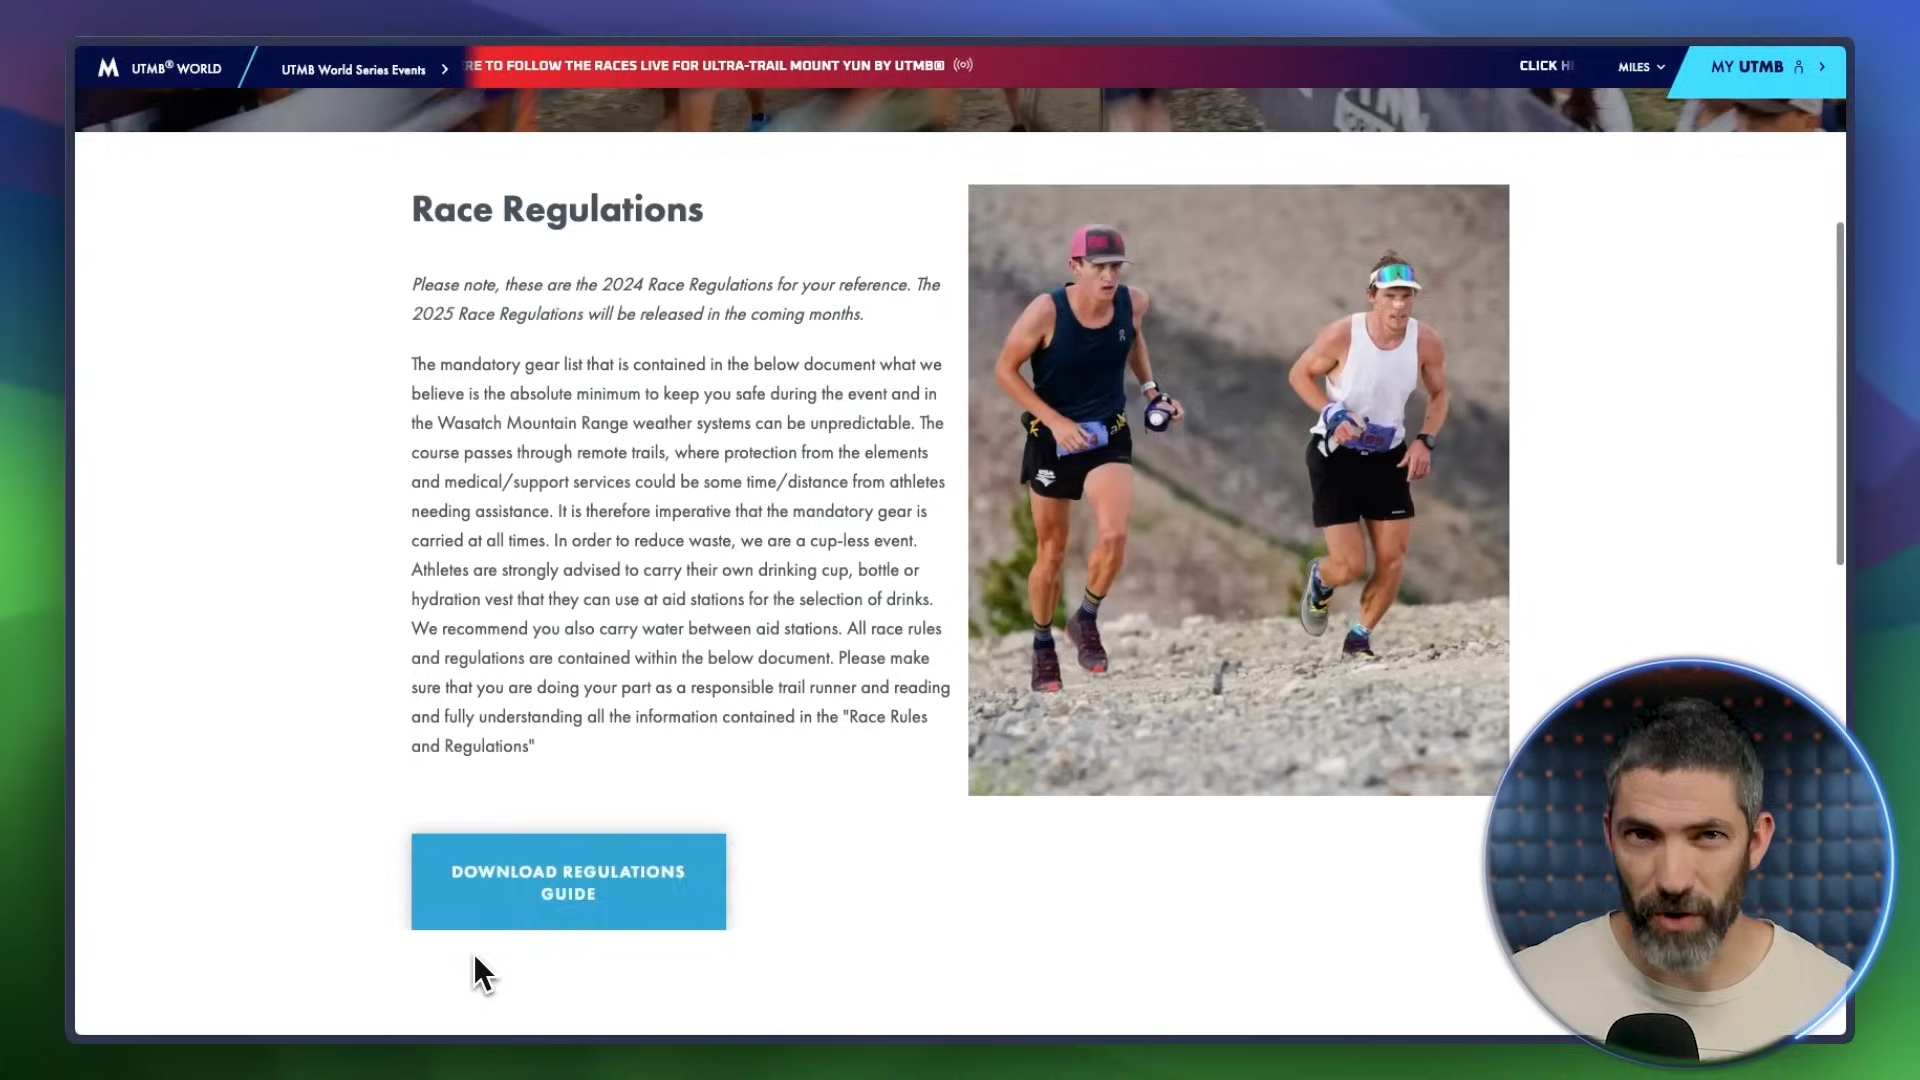 UTMB® WORLD
UTMB World Series Events
RE TO FOLLOW THE RACES LIVE FOR ULTRA-TRAIL MOUNT YUN BY UTMB®
CLICK H
MILES
MY UTMB
Race Regulations
Please note, these are the 2024 Race Regulations for your reference. The
2025 Race Regulations will be released in the coming months.
The mandatory gear list that is contained in the below document what we
believe is the absolute minimum to keep you safe during the event and in
the Wasatch Mountain Range weather systems can be unpredictable. The
course passes through remote trails, where protection from the elements
and medical/support services could be some time/distance from athletes
needing assistance. It is therefore imperative that the mandatory gear is
carried at all times. In order to reduce waste, we are a cup-less event.
Athletes are strongly advised to carry their own drinking cup, bottle or
hydration vest that they can use at aid stations for the selection of drinks.
We recommend you also carry water between aid stations. All race rules
and regulations are contained within the below document. Please make
sure that you are doing your part as a responsible trail runner and reading
and fully understanding all the information contained in the "Race Rules
and Regulations"
DOWNLOAD REGULATIONS
GUIDE